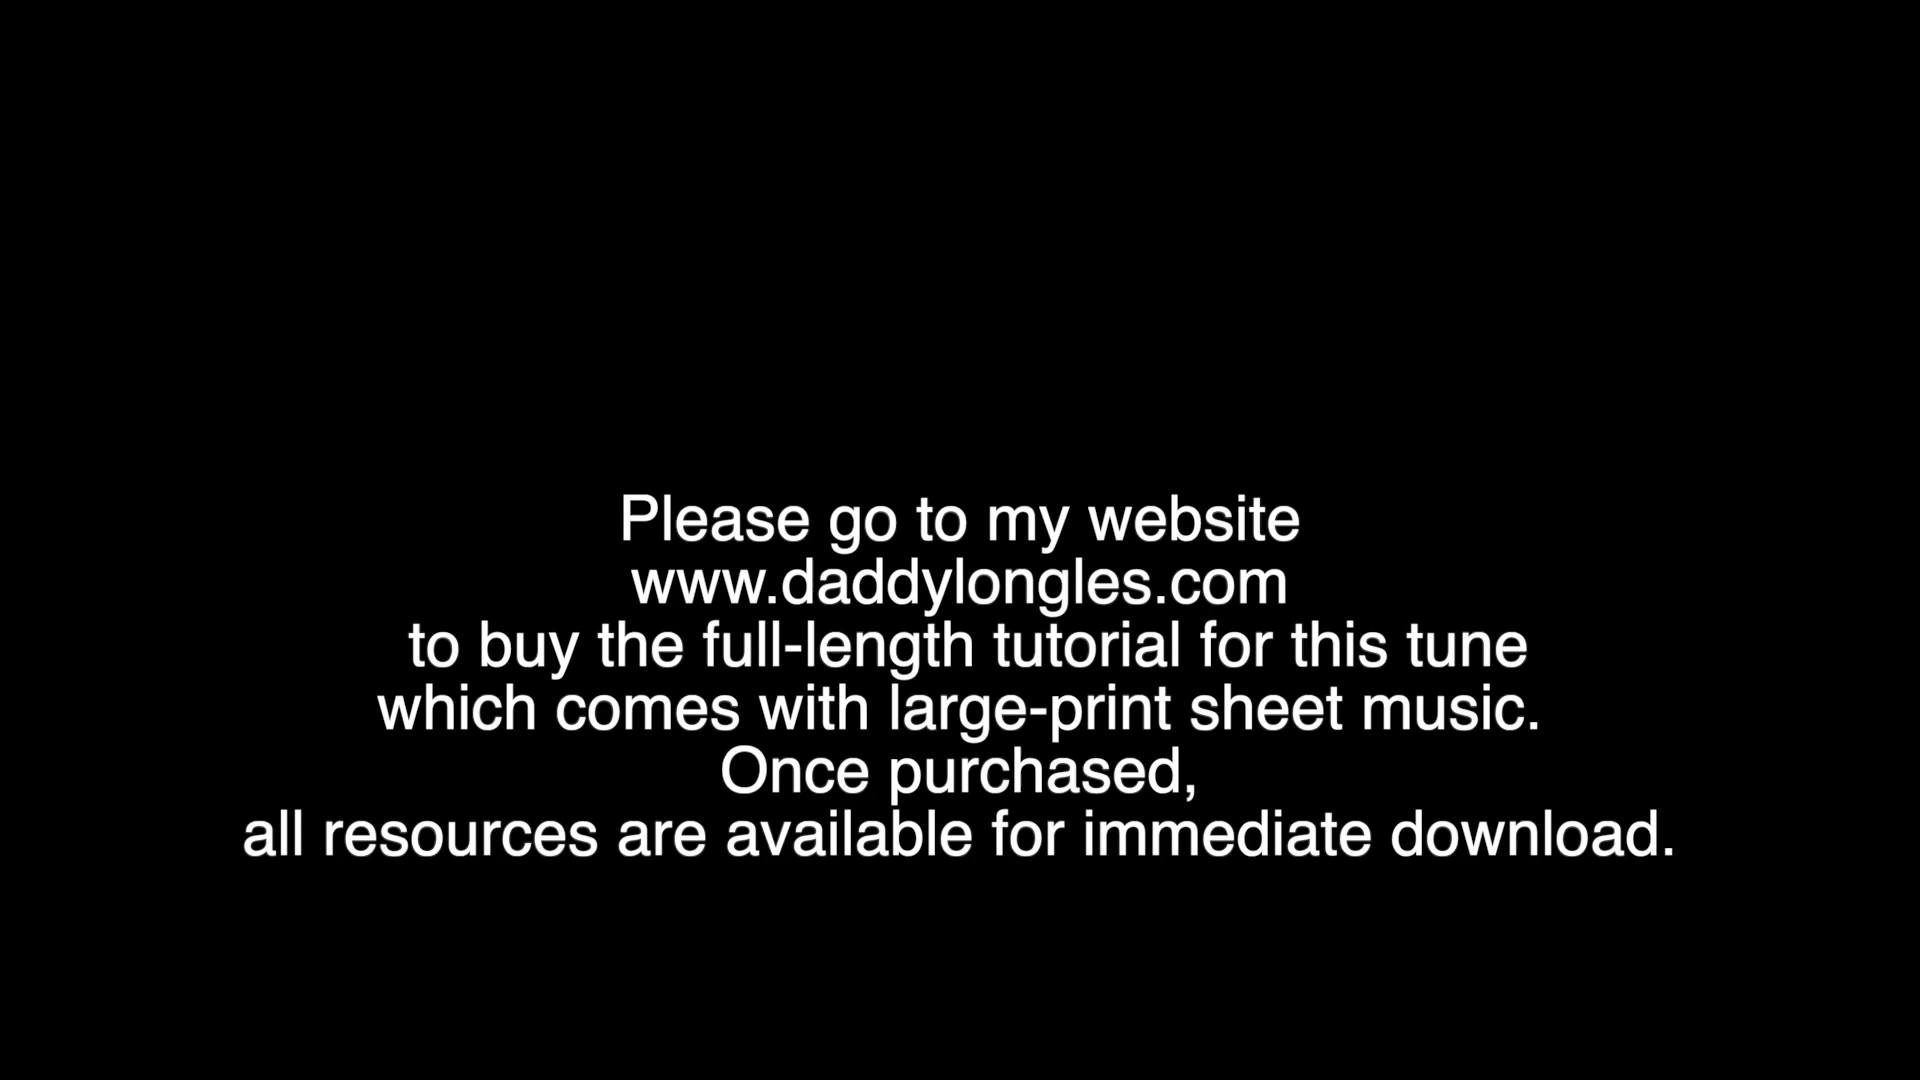 Please go to my website
www.daddylongles.com
to buy the full-length tutorial for this tune
which comes with large-print sheet music.
Once purchased,
all resources are available for immediate download.